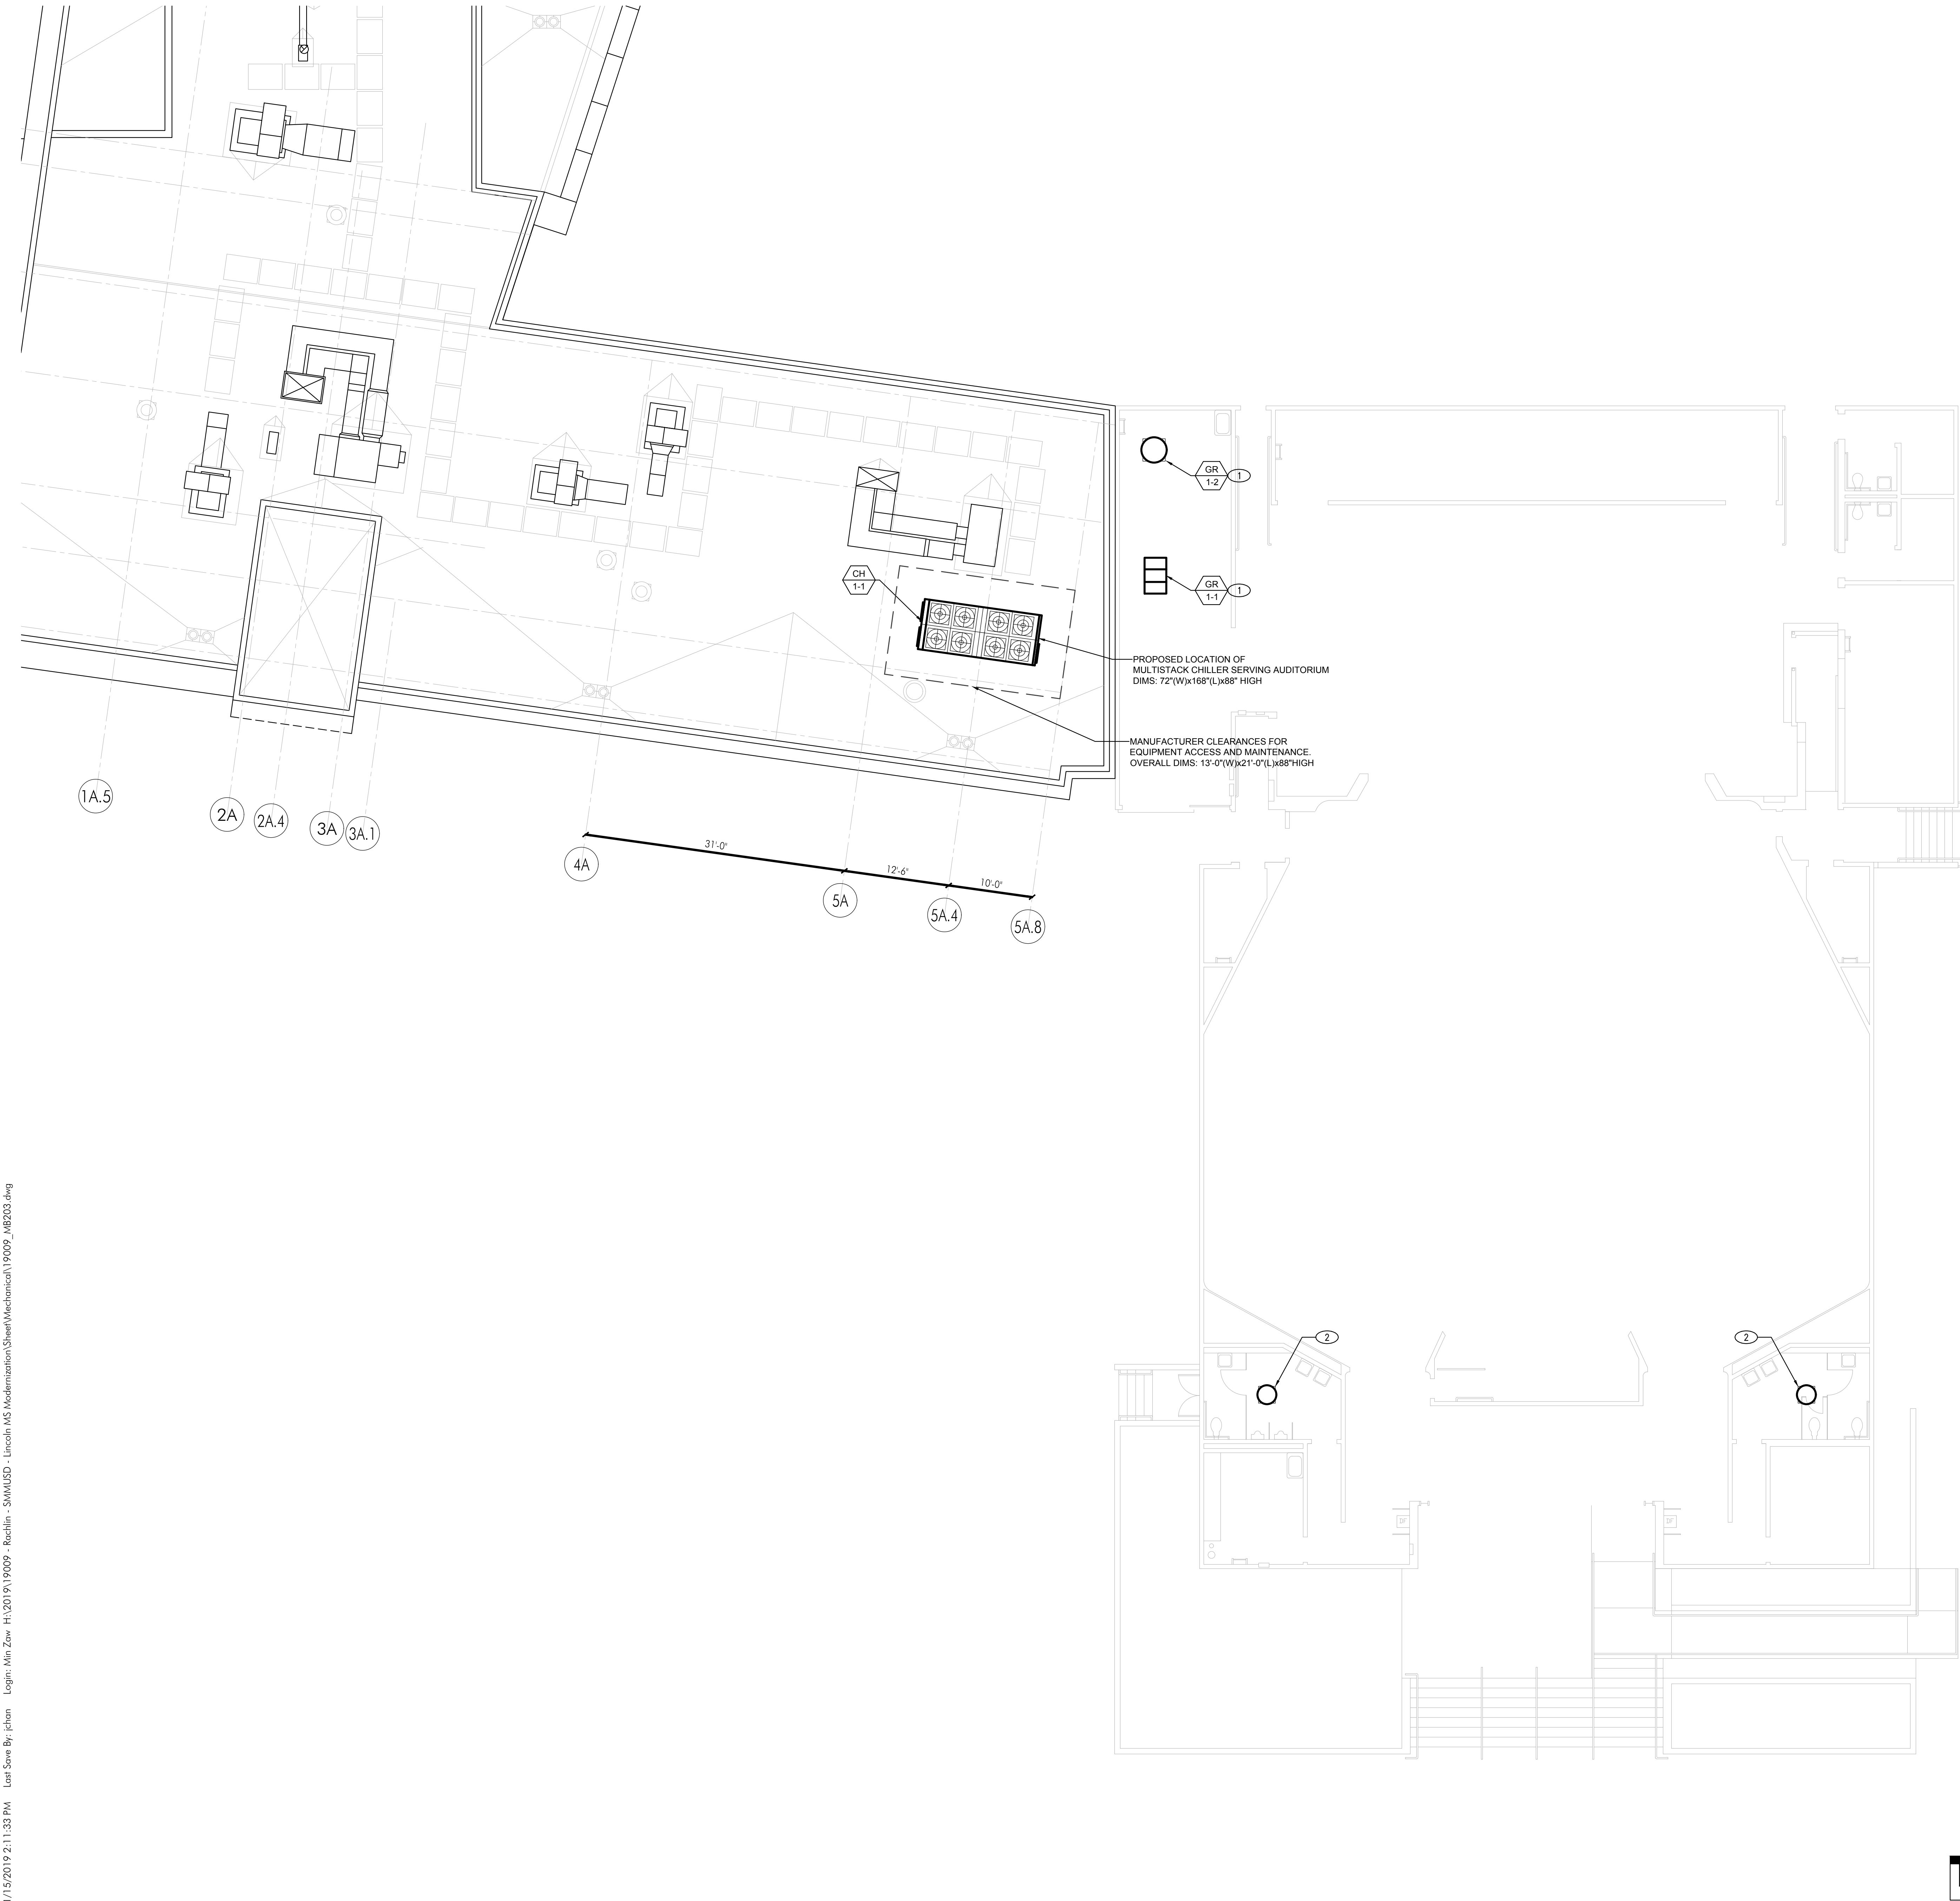 GR
1-2
1
CH
1-1
GR
1-1
1
PROPOSED LOCATION OF
MULTISTACK CHILLER SERVING AUDITORIUM
DIMS: 72"(W)x168"(L)x88" HIGH
MANUFACTURER CLEARANCES FOR
EQUIPMENT ACCESS AND MAINTENANCE.
OVERALL DIMS: 13'-0"(W)x21'-0"(L)x88"HIGH
1A.5
2A
2A.4
3A
3A.1
4A
5A
5A.4
5A.8
31'-0"
12'-6"
10'-0"
2
2
DF
DF
1/15/2019 2:11:33 PM Last Save By: jchan Login: Min Zaw H:\2019\19009 - Rachlin - SMMUSD - Lincoln MS Modernization\Sheet\Mechanical\19009_MB203.dwg